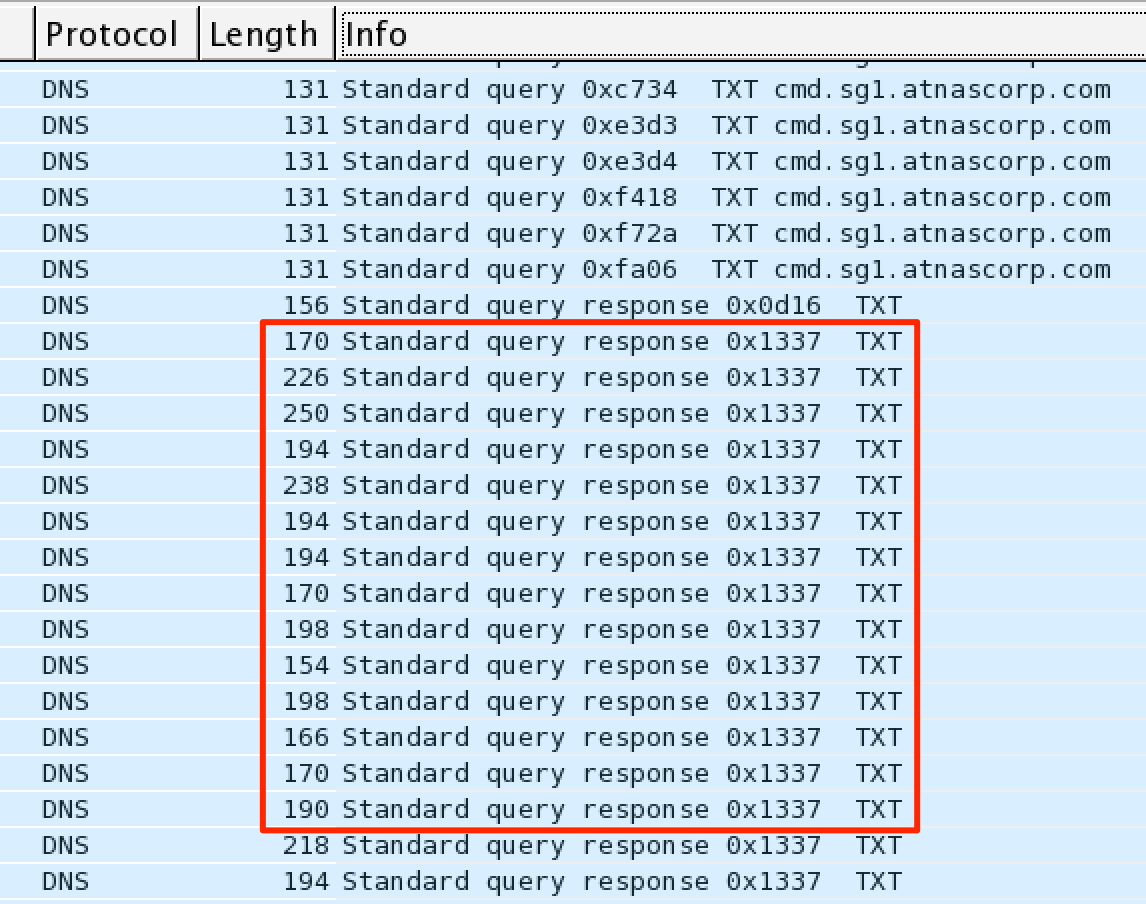 Protocol Length Info
DNS 131 Standard query 0xc734 TXT cmd.sg1.atnascorp.com
DNS 131 Standard query 0xe3d3 TXT cmd.sg1.atnascorp.com
DNS 131 Standard query 0xe3d4 TXT cmd.sg1.atnascorp.com
DNS 131 Standard query 0xf418 TXT cmd.sg1.atnascorp.com
DNS 131 Standard query 0xf72a TXT cmd.sg1.atnascorp.com
DNS 131 Standard query 0xfa06 TXT cmd.sg1.atnascorp.com
DNS 156 Standard query response 0x0d16 TXT
DNS 170 Standard query response 0x1337 TXT
DNS 226 Standard query response 0x1337 TXT
DNS 250 Standard query response 0x1337 TXT
DNS 194 Standard query response 0x1337 TXT
DNS 238 Standard query response 0x1337 TXT
DNS 194 Standard query response 0x1337 TXT
DNS 194 Standard query response 0x1337 TXT
DNS 170 Standard query response 0x1337 TXT
DNS 198 Standard query response 0x1337 TXT
DNS 154 Standard query response 0x1337 TXT
DNS 198 Standard query response 0x1337 TXT
DNS 166 Standard query response 0x1337 TXT
DNS 170 Standard query response 0x1337 TXT
DNS 190 Standard query response 0x1337 TXT
DNS 218 Standard query response 0x1337 TXT
DNS 194 Standard query response 0x1337 TXT